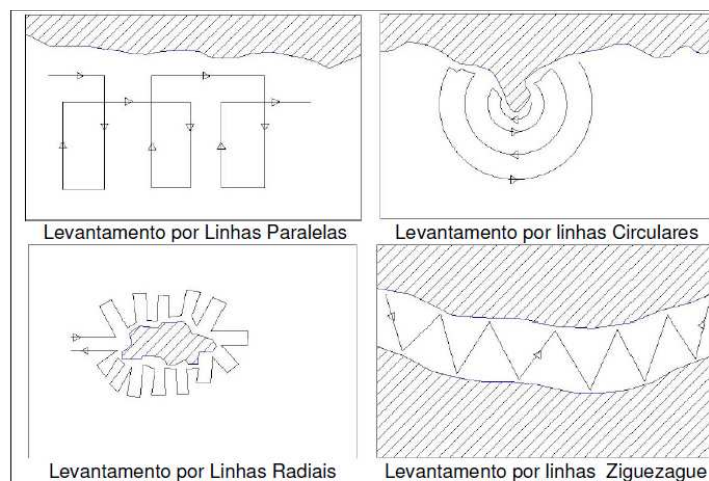 Levantamento por Linhas Paralelas
Levantamento por linhas Circulares
Levantamento por Linhas Radiais
Levantamento por linhas Ziguezague